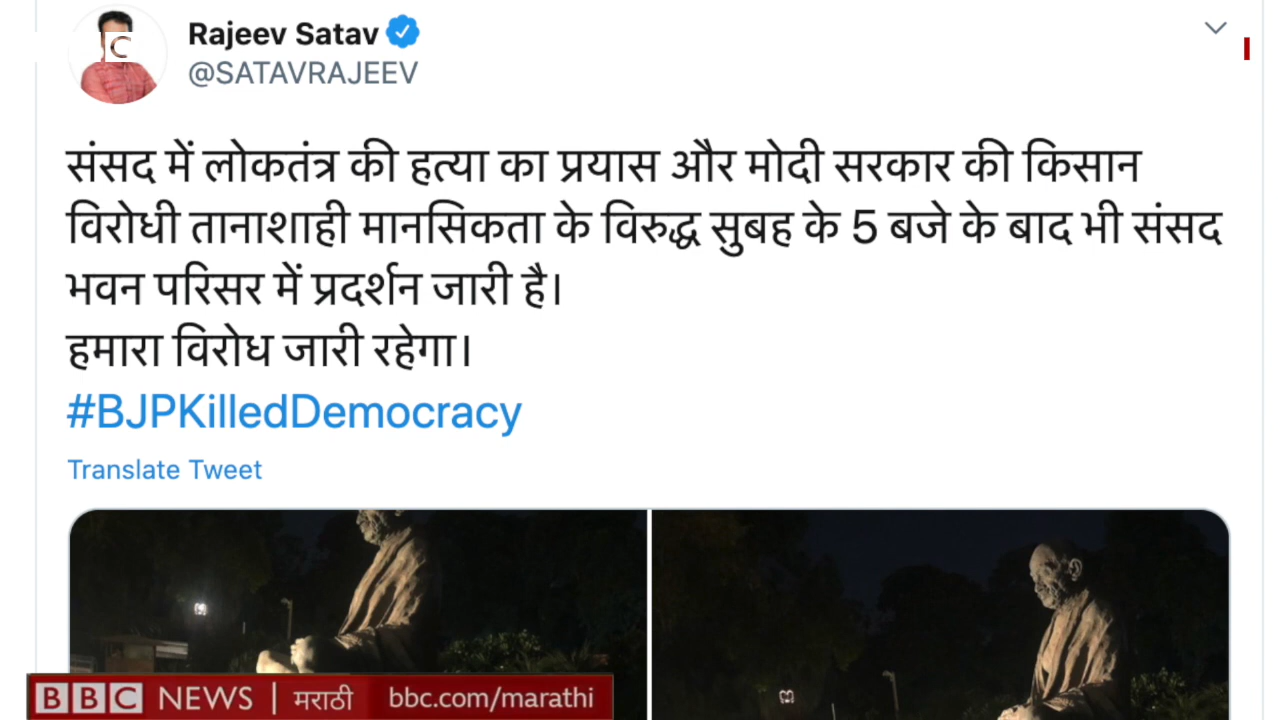 Rajeev Satav
@SATAVRAJEEV
संसद में लोकतंत्र की हत्या का प्रयास और मोदी सरकार की किसान
विरोधी तानाशाही मानसिकता के विरुद्ध सुबह के 5 बजे के बाद भी संसद
भवन परिसर में प्रदर्शन जारी है।
हमारा विरोध जारी रहेगा।
#BJPKilledDemocracy
Translate Tweet
BBC NEWS | मराठी bbc.com/marathi